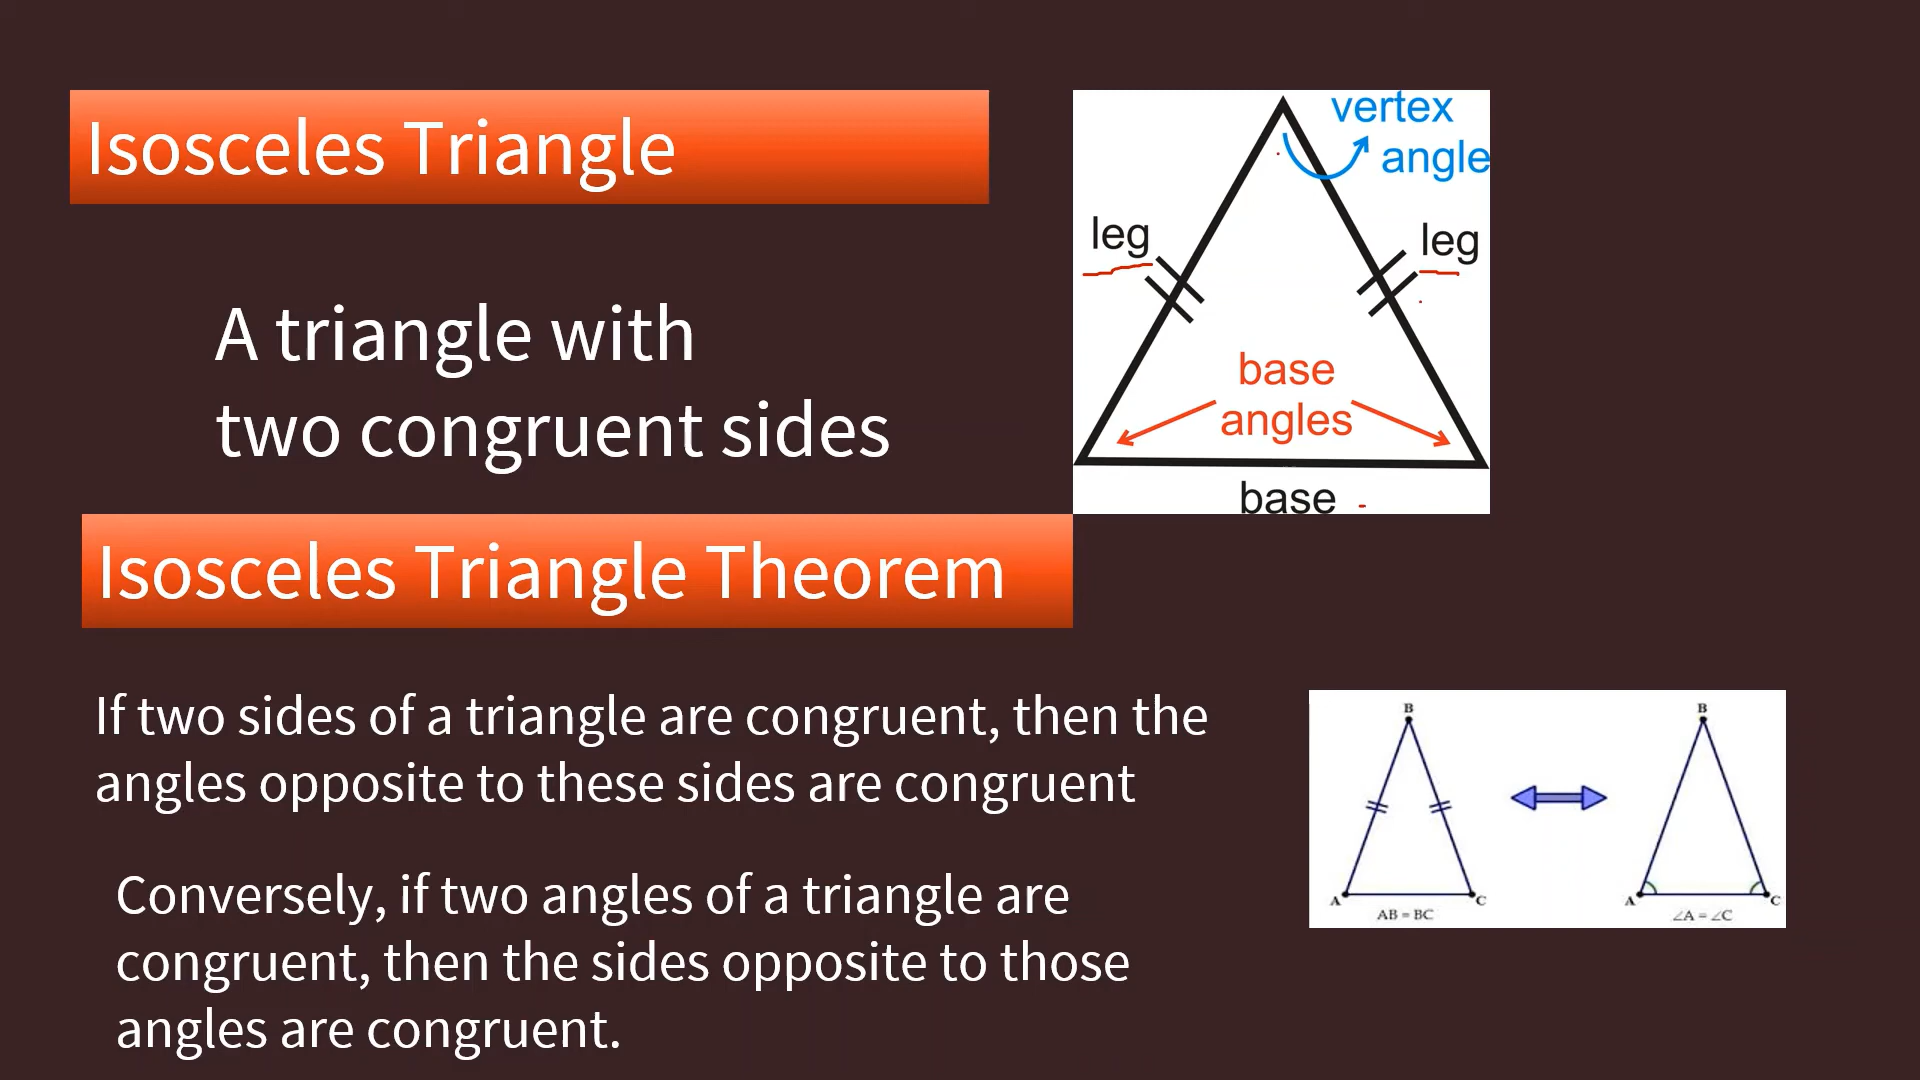 Isosceles Triangle
A triangle with
two congruent sides
vertex
angle
leg
leg
base
angles
base
Isosceles Triangle Theorem
If two sides of a triangle are congruent, then the
angles opposite to these sides are congruent
Conversely, if two angles of a triangle are
congruent, then the sides opposite to those
angles are congruent.
B
A
C
AB = BC
B
A
C
∠A = ∠C